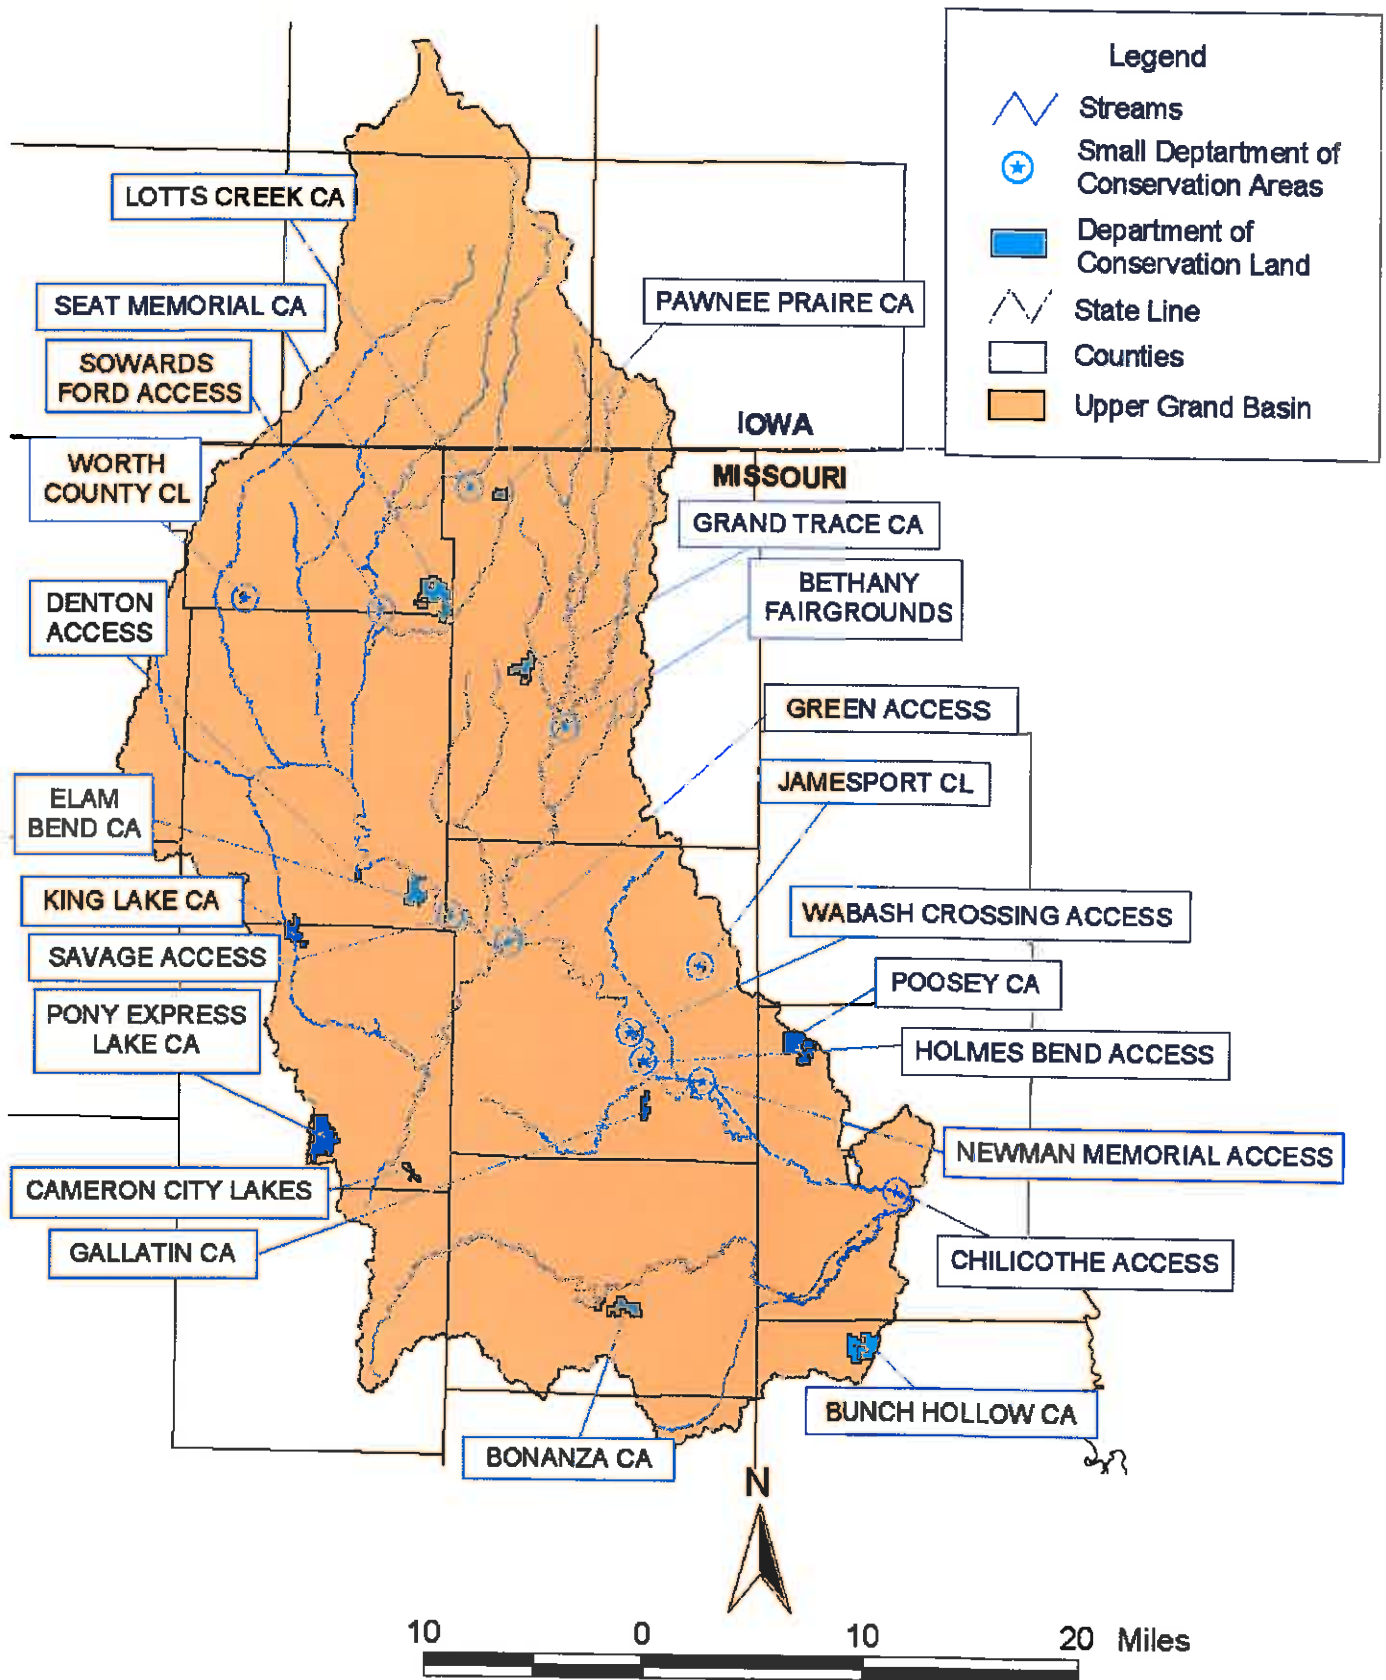 Legend
Streams
Small Deptartment of
Conservation Areas
Department of
Conservation Land
State Line
Counties
Upper Grand Basin
LOTTS CREEK CA
SEAT MEMORIAL CA
PAWNEE PRAIRE CA
SOWARDS
FORD ACCESS
IOWA
MISSOURI
WORTH
COUNTY CL
GRAND TRACE CA
DENTON
ACCESS
BETHANY
FAIRGROUNDS
GREEN ACCESS
JAMESPORT CL
ELAM
BEND CA
KING LAKE CA
WABASH CROSSING ACCESS
SAVAGE ACCESS
POOSEY CA
PONY EXPRESS
LAKE CA
HOLMES BEND ACCESS
NEWMAN MEMORIAL ACCESS
CAMERON CITY LAKES
GALLATIN CA
CHILICOTHE ACCESS
BUNCH HOLLOW CA
BONANZA CA
N
10 0 10 20 Miles